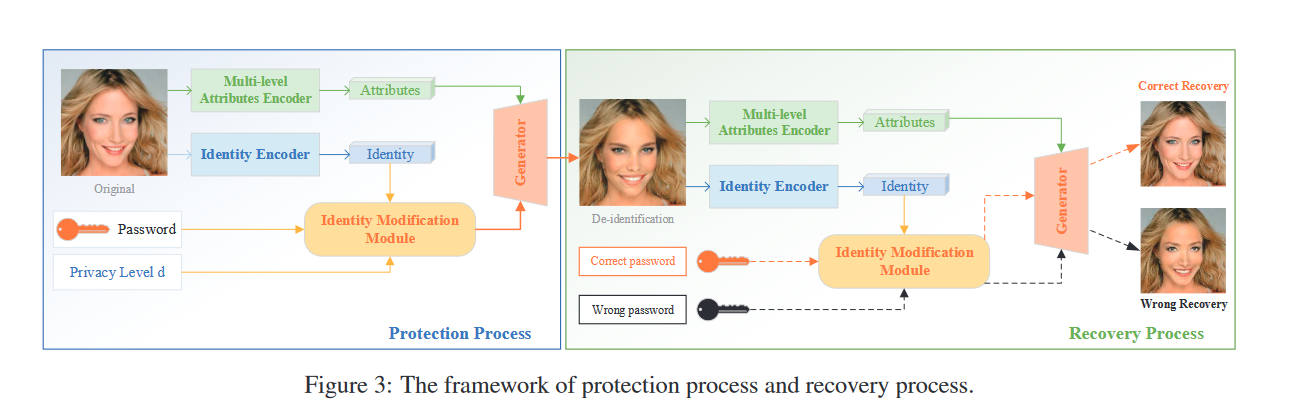 Multi-level
Attributes Encoder
Attributes
Identity Encoder
Identity
Generator
Original
Password
Identity Modification
Module
Privacy Level d
Protection Process
De-identification
Multi-level
Attributes Encoder
Attributes
Identity Encoder
Identity
Correct password
Identity Modification
Module
Wrong password
Generator
Correct Recovery
Wrong Recovery
Recovery Process
Figure 3: The framework of protection process and recovery process.